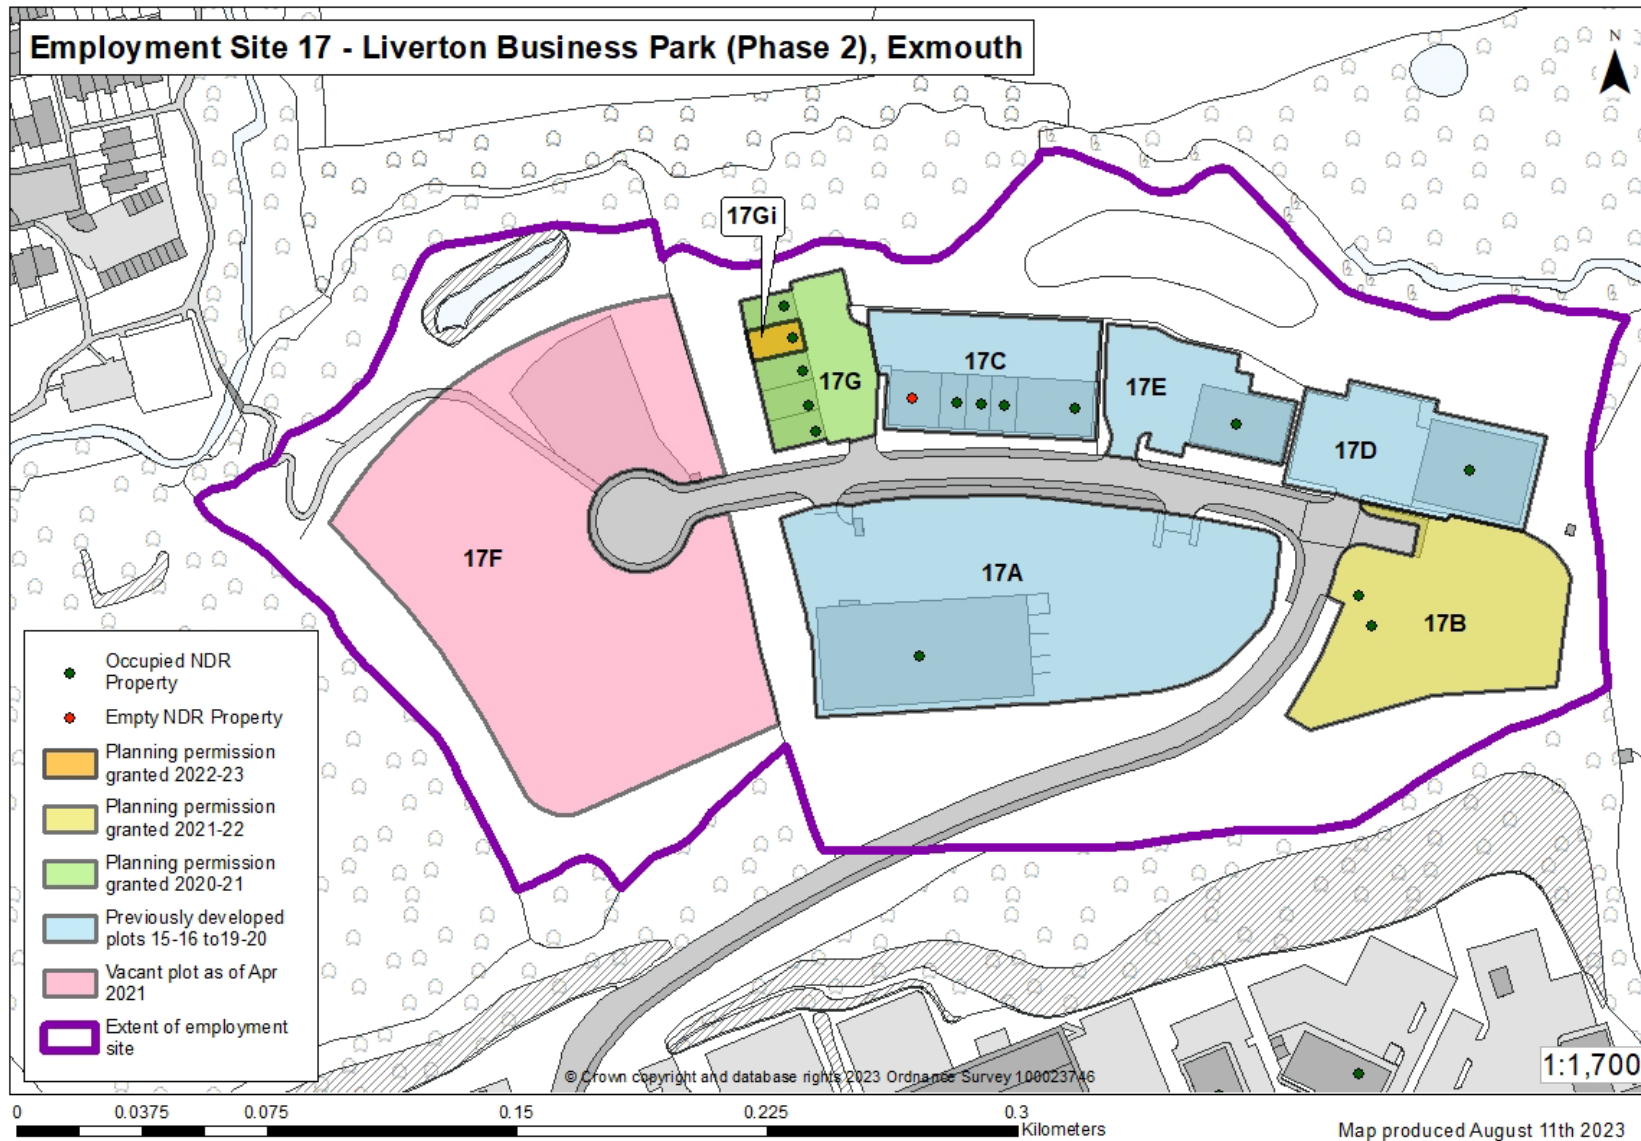 Employment Site 17 - Liverton Business Park (Phase 2), Exmouth
N
17Gi
17G
17C
17E
17D
17F
17A
17B
Occupied NDR
Property
Empty NDR Property
Planning permission
granted 2022-23
Planning permission
granted 2021-22
Planning permission
granted 2020-21
Previously developed
plots 15-16 to19-20
Vacant plot as of Apr
2021
Extent of employment
site
1:1,700
© Crown copyright and database rights 2023 Ordnance Survey 100023746
0 0.0375 0.075 0.15 0.225 0.3
Kilometers
Map produced August 11th 2023